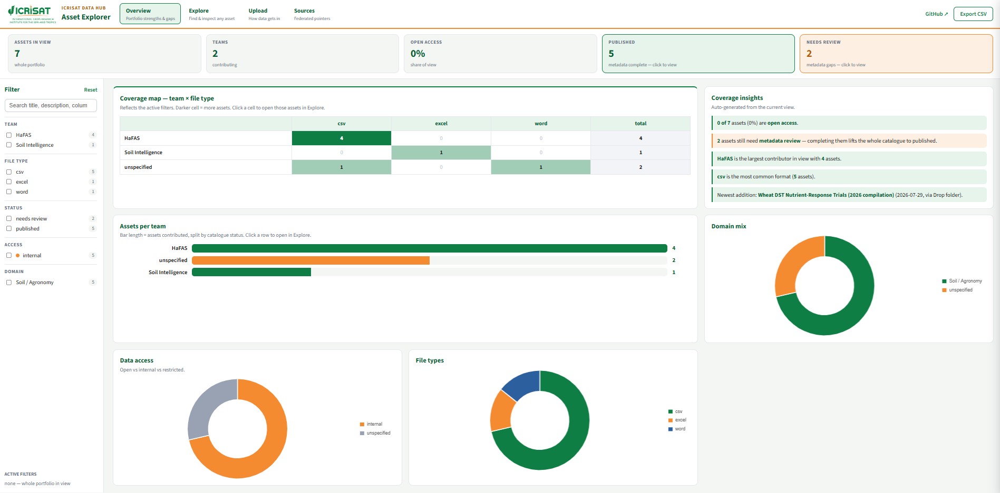 ICRISAT
INTERNATIONAL CROPS RESEARCH
INSTITUTE FOR THE SEMI-ARID TROPICS
ICRISAT DATA HUB
Asset Explorer
Overview
Portfolio strengths & gaps
Explore
Find & inspect any asset
Upload
How data gets in
Sources
Federated pointers
GitHub ↗
Export CSV
ASSETS IN VIEW
7
whole portfolio
TEAMS
2
contributing
OPEN ACCESS
0%
share of view
PUBLISHED
5
metadata complete — click to view
NEEDS REVIEW
2
metadata gaps — click to view
Filter Reset
Search title, description, colum
TEAM
HaFAS 4
Soil Intelligence 1
FILE TYPE
csv 5
excel 1
word 1
STATUS
needs review 2
published 5
ACCESS
internal 5
DOMAIN
Soil / Agronomy 5
ACTIVE FILTERS
none — whole portfolio in view
Coverage map — team × file type
Reflects the active filters. Darker cell = more assets. Click a cell to open those assets in Explore.
csv excel word total
HaFAS 4 0 0 4
Soil Intelligence 0 1 0 1
unspecified 1 0 1 2
Coverage insights
Auto-generated from the current view.
0 of 7 assets (0%) are open access.
2 assets still need metadata review — completing them lifts the whole catalogue to published.
HaFAS is the largest contributor in view with 4 assets.
csv is the most common format (5 assets).
Newest addition: Wheat DST Nutrient-Response Trials (2026 compilation) (2026-07-29, via Drop folder).
Assets per team
Bar length = assets contributed, split by catalogue status. Click a row to open in Explore.
HaFAS 4
unspecified 2
Soil Intelligence 1
Domain mix
Soil / Agronomy
unspecified
Data access
Open vs internal vs restricted.
internal
unspecified
File types
csv
excel
word